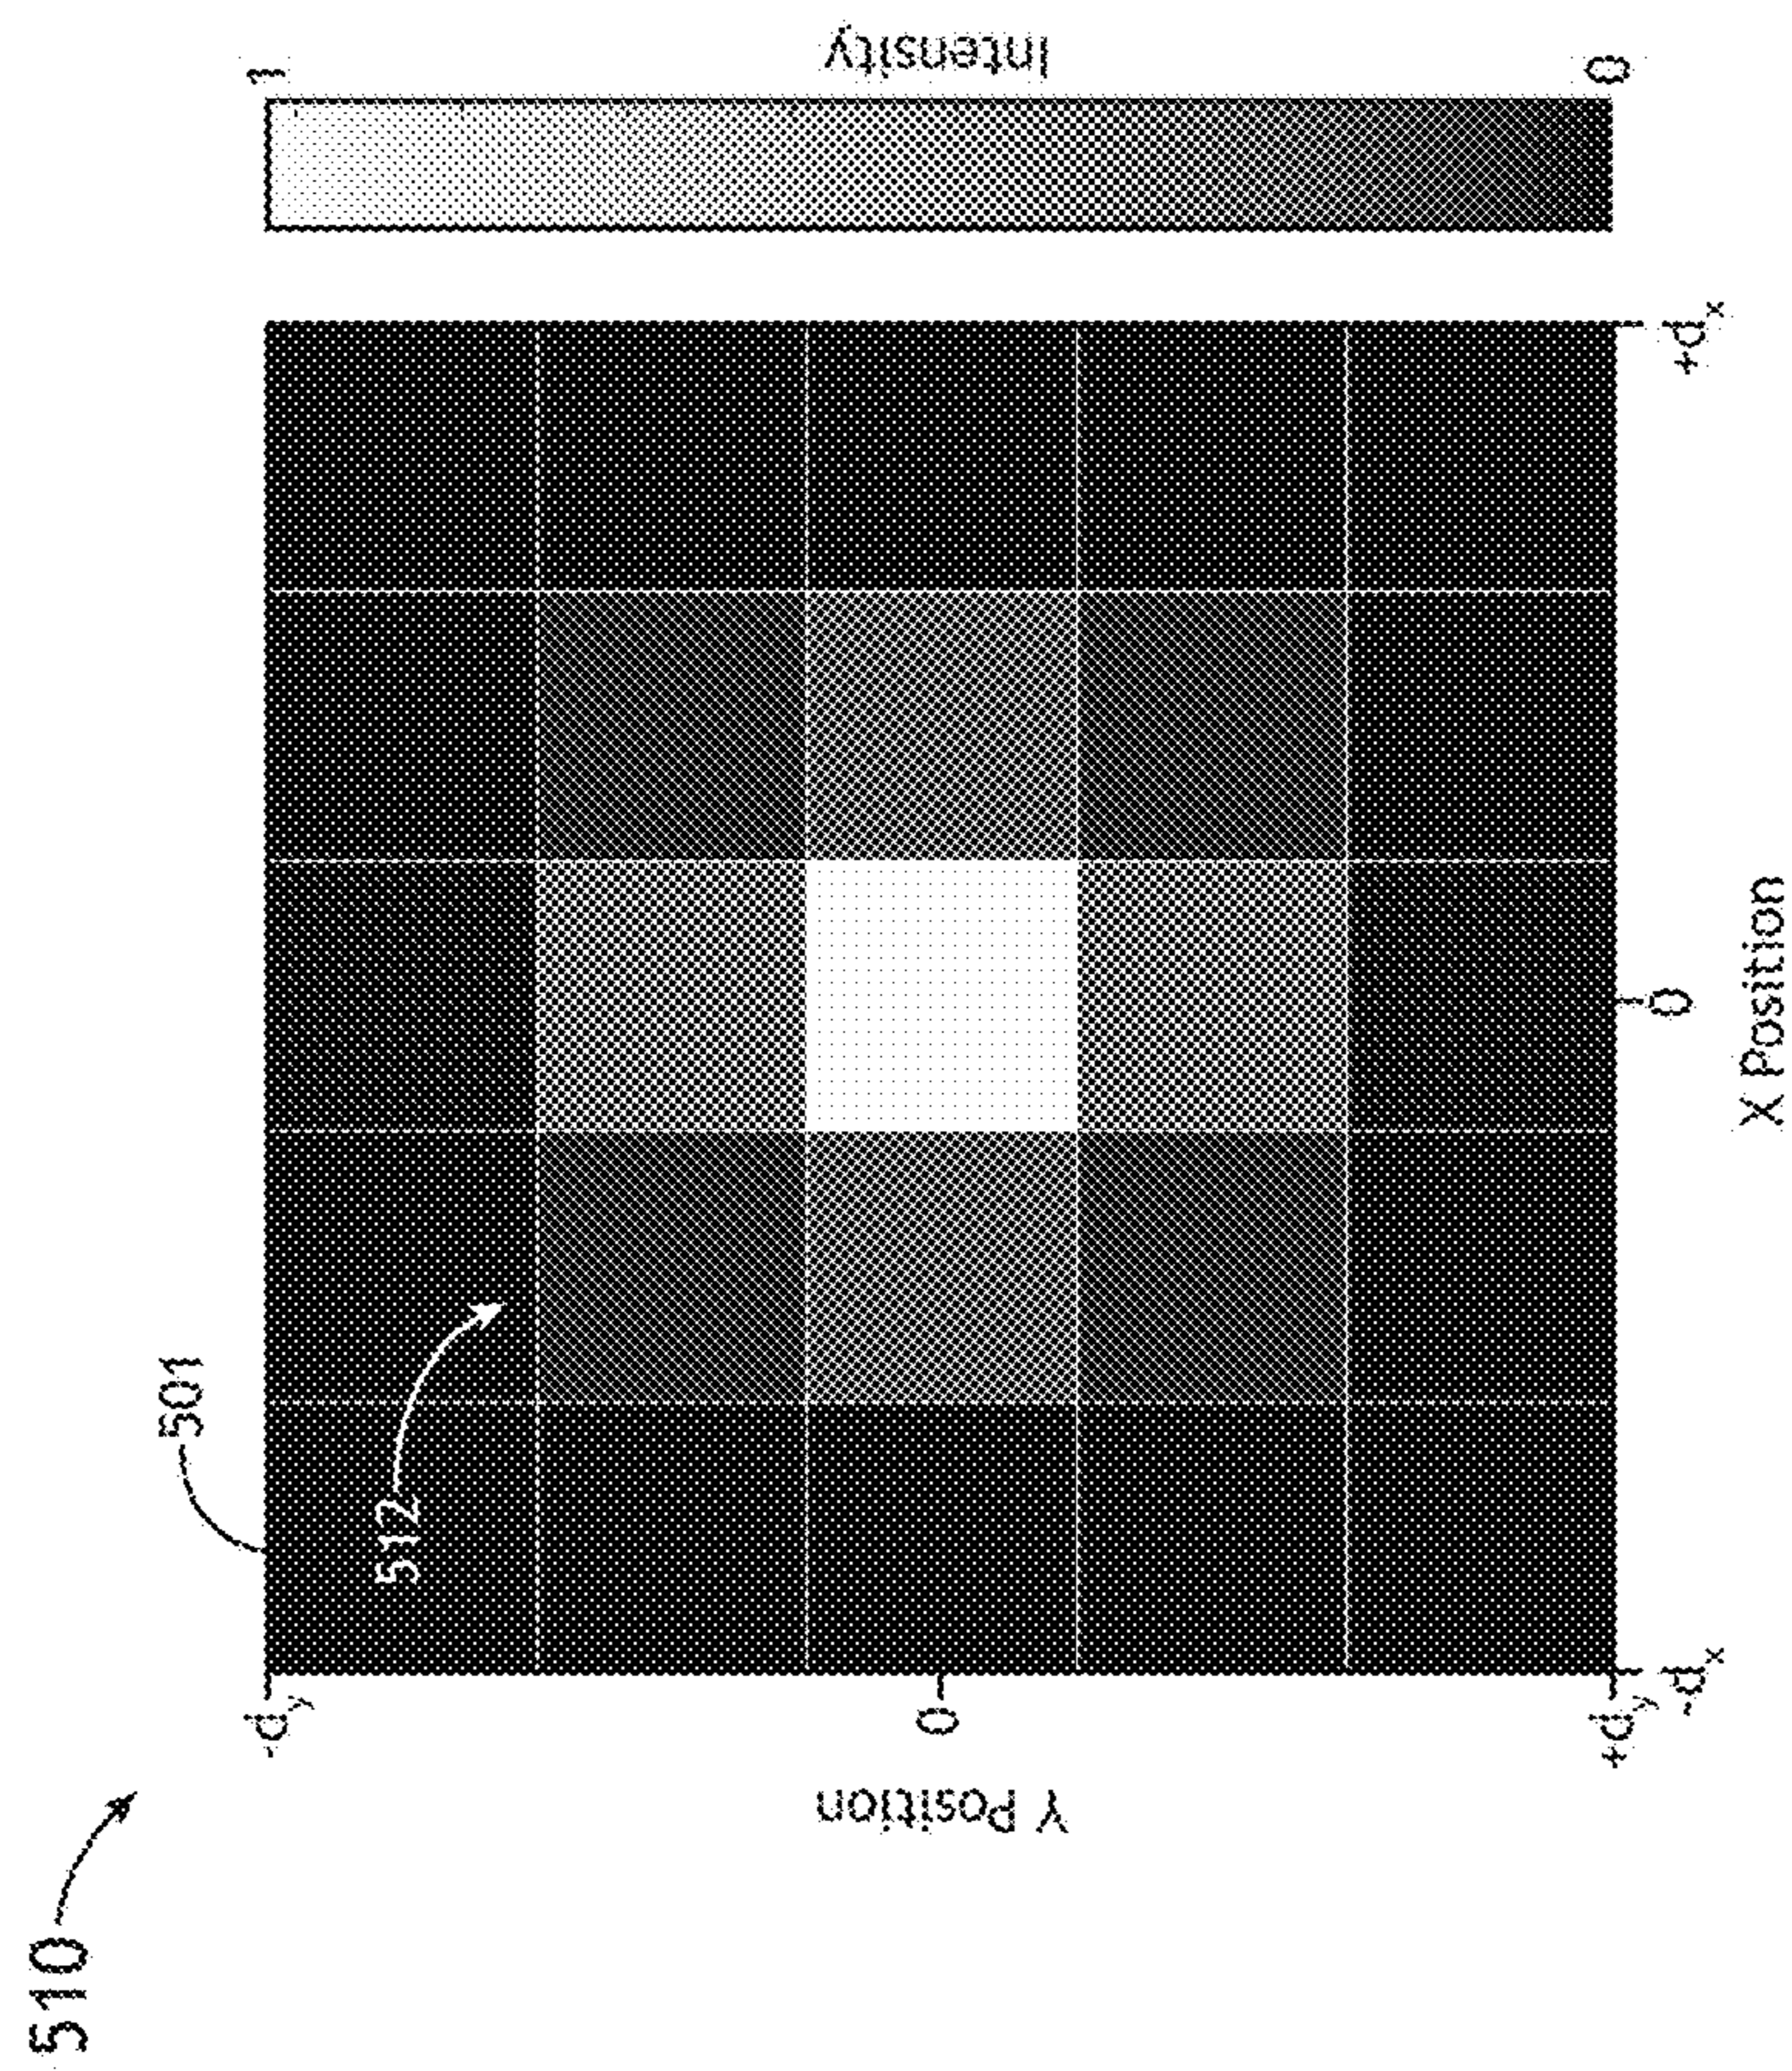 510
501
512
-dy
0
+dy
Y Position
-dx
0
+dx
X Position
1
0
Intensity